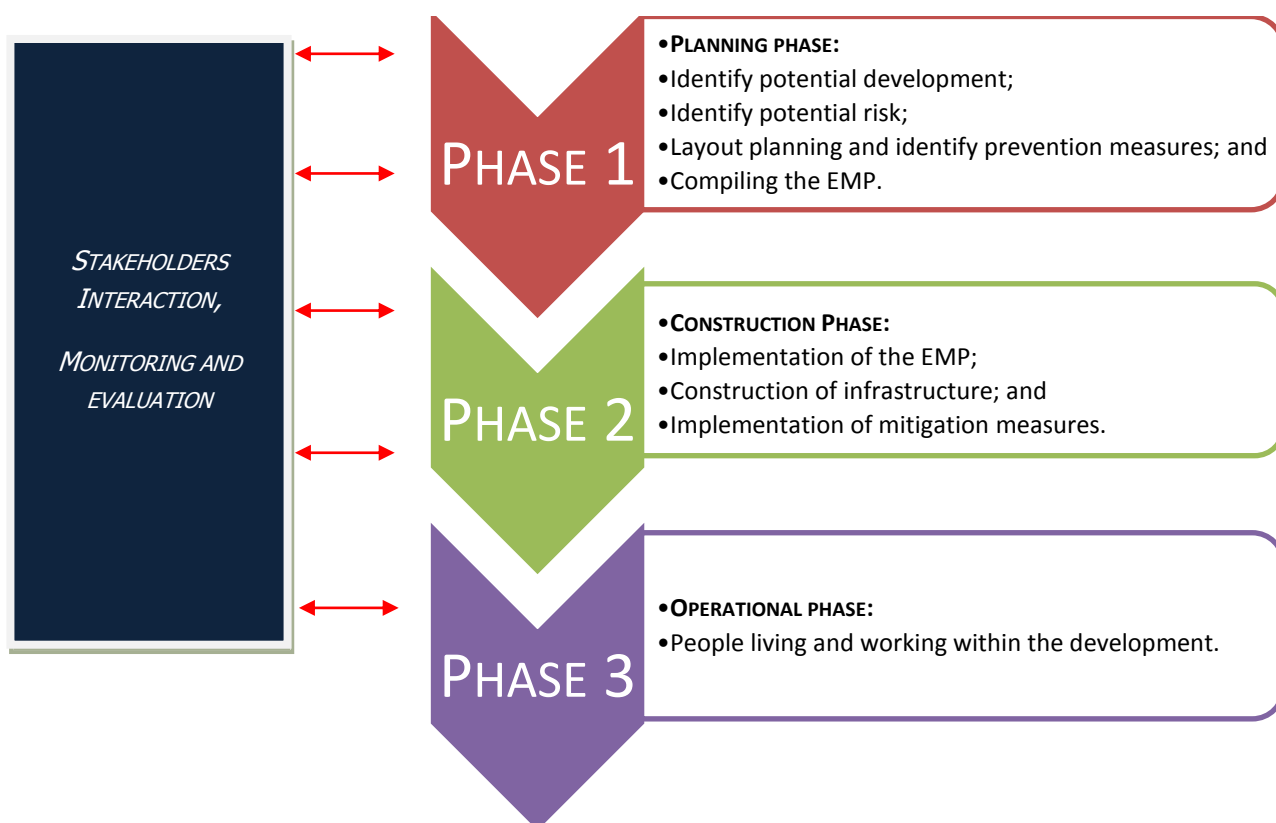 STAKEHOLDERS
INTERACTION,
MONITORING AND
EVALUATION
PHASE 1
•PLANNING PHASE:
•Identify potential development;
•Identify potential risk;
•Layout planning and identify prevention measures; and
•Compiling the EMP.
PHASE 2
•CONSTRUCTION PHASE:
•Implementation of the EMP;
•Construction of infrastructure; and
•Implementation of mitigation measures.
PHASE 3
•OPERATIONAL PHASE:
•People living and working within the development.